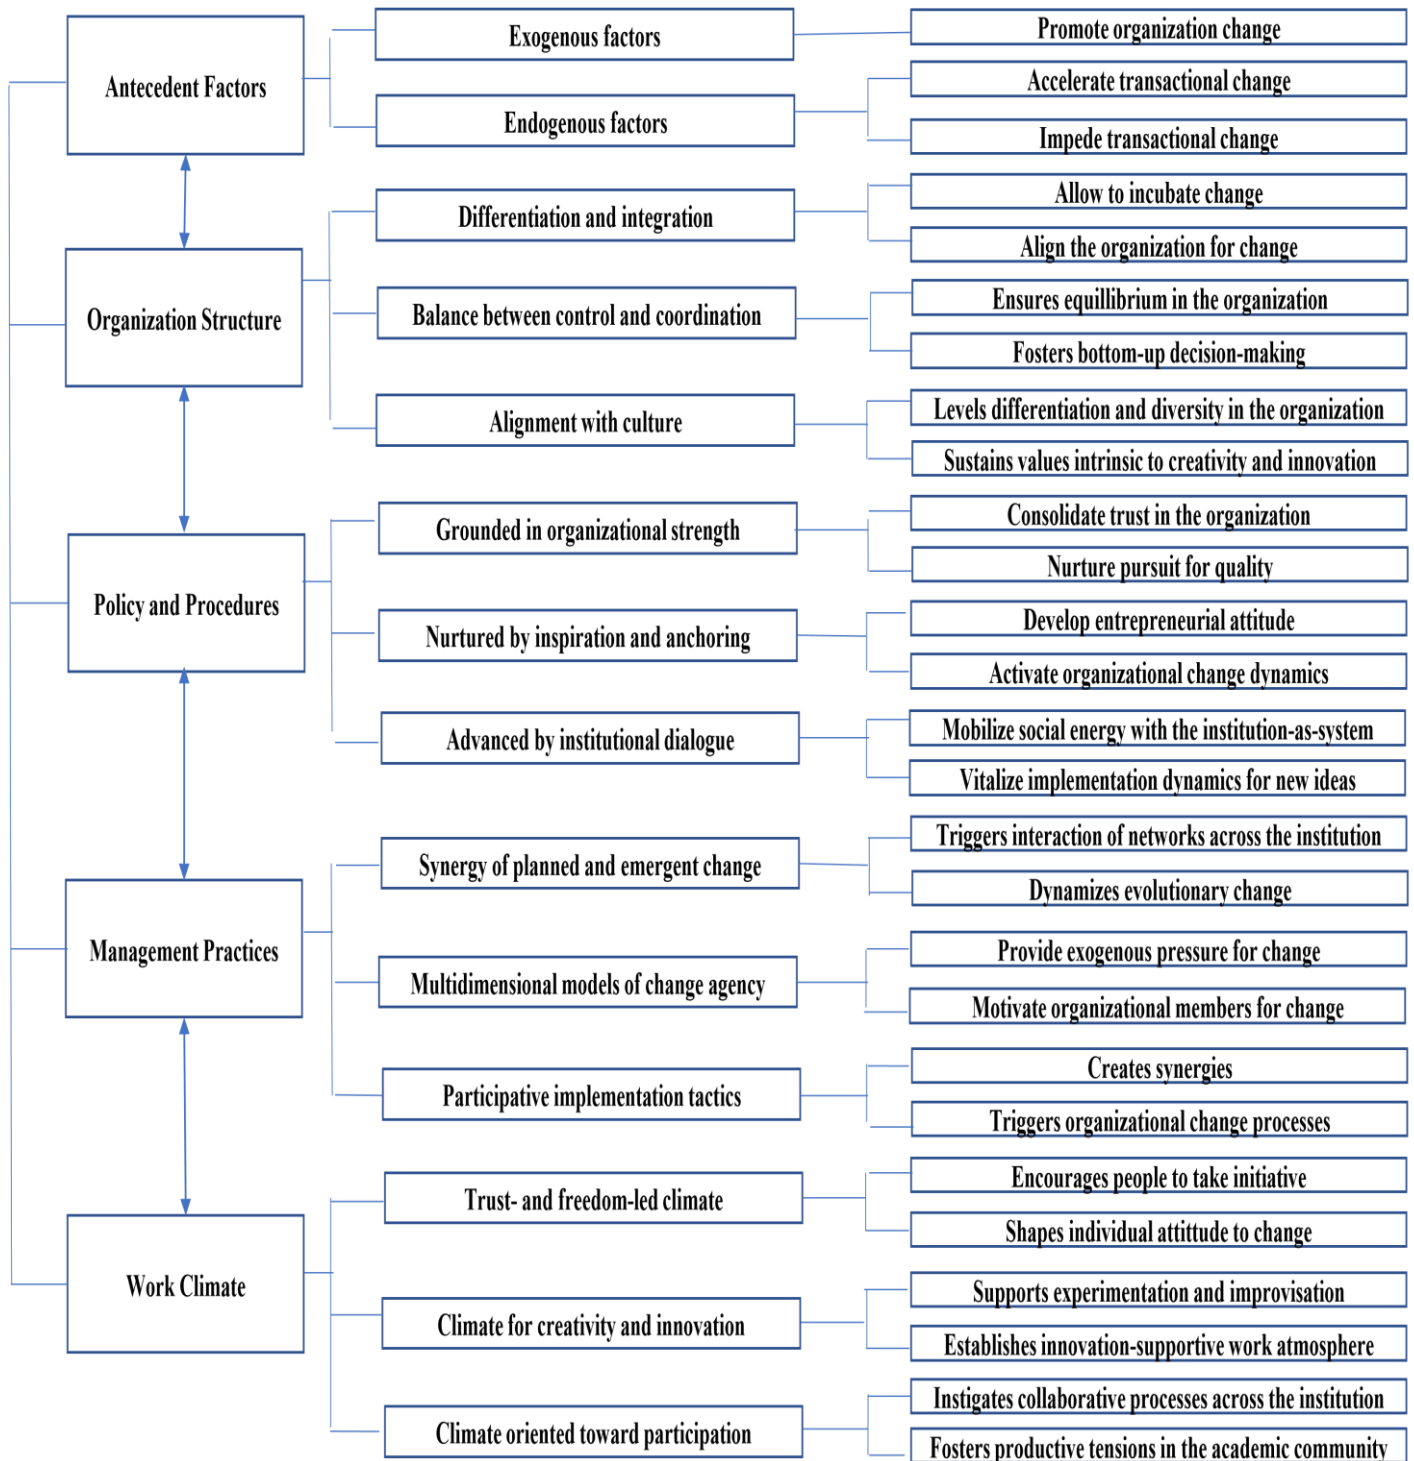 Antecedent Factors
Exogenous factors
Promote organization change
Endogenous factors
Accelerate transactional change
Impede transactional change
Organization Structure
Differentiation and integration
Allow to incubate change
Align the organization for change
Balance between control and coordination
Ensures equillibrium in the organization
Fosters bottom-up decision-making
Alignment with culture
Levels differentiation and diversity in the organization
Sustains values intrinsic to creativity and innovation
Policy and Procedures
Grounded in organizational strength
Consolidate trust in the organization
Nurture pursuit for quality
Nurtured by inspiration and anchoring
Develop entrepreneurial attitude
Activate organizational change dynamics
Advanced by institutional dialogue
Mobilize social energy with the institution-as-system
Vitalize implementation dynamics for new ideas
Management Practices
Synergy of planned and emergent change
Triggers interaction of networks across the institution
Dynamizes evolutionary change
Multidimensional models of change agency
Provide exogenous pressure for change
Motivate organizational members for change
Participative implementation tactics
Creates synergies
Triggers organizational change processes
Work Climate
Trust- and freedom-led climate
Encourages people to take initiative
Shapes individual attittude to change
Climate for creativity and innovation
Supports experimentation and improvisation
Establishes innovation-supportive work atmosphere
Climate oriented toward participation
Instigates collaborative processes across the institution
Fosters productive tensions in the academic community